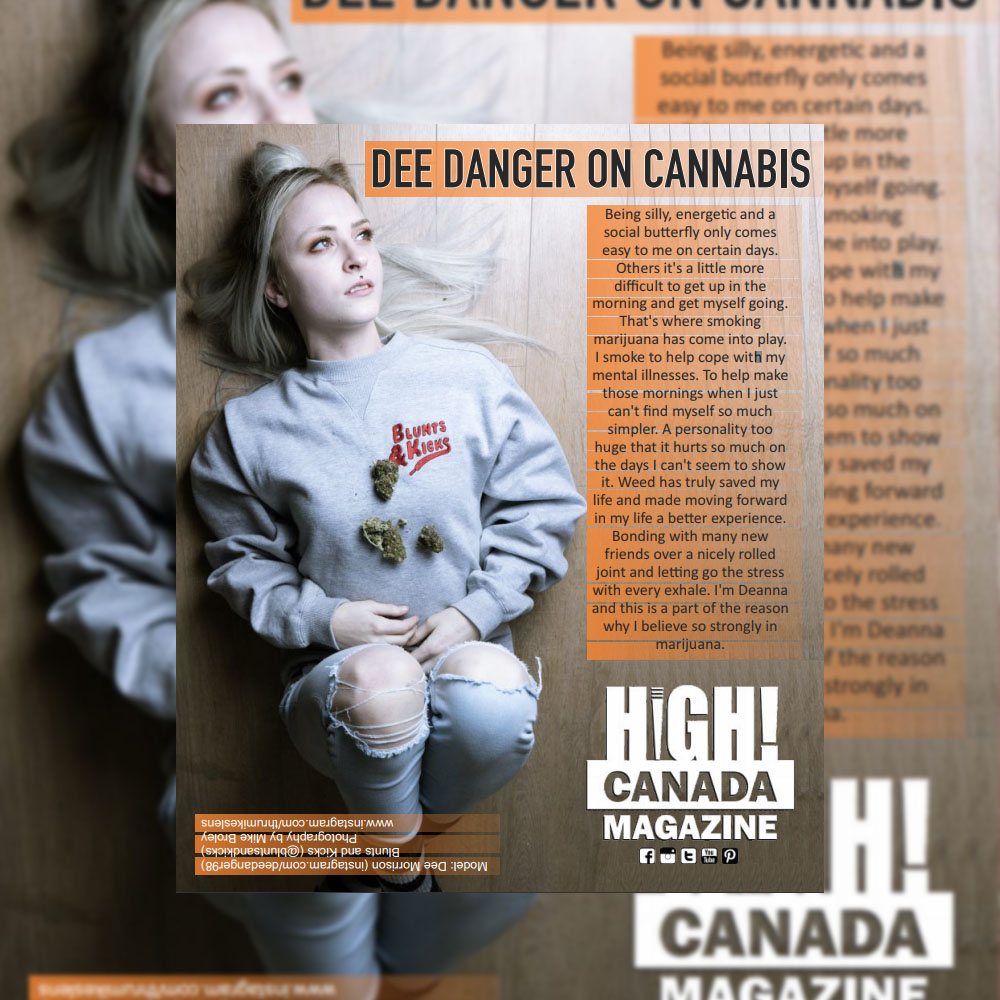 DEE DANGER ON CANNABIS
Being silly, energetic and a
social butterfly only comes
easy to me on certain days.
Others it's a little more
difficult to get up in the
morning and get myself going.
That's where smoking
marijuana has come into play.
I smoke to help cope with my
mental illnesses. To help make
those mornings when I just
can't find myself so much
simpler. A personality too
huge that it hurts so much on
the days I can't seem to show
it. Weed has truly saved my
life and made moving forward
in my life a better experience.
Bonding with many new
friends over a nicely rolled
joint and letting go the stress
with every exhale. I'm Deanna
and this is a part of the reason
why I believe so strongly in
marijuana.
BLUNTS
& KICKS
HIGH!
CANADA
MAGAZINE
You
Tube
Model: Dee Morrison (instagram.com/deedanger98)
Blunts and Kicks (@bluntsandkicks)
Photography by Mike Broley
www.instagram.com/thrumikeslens